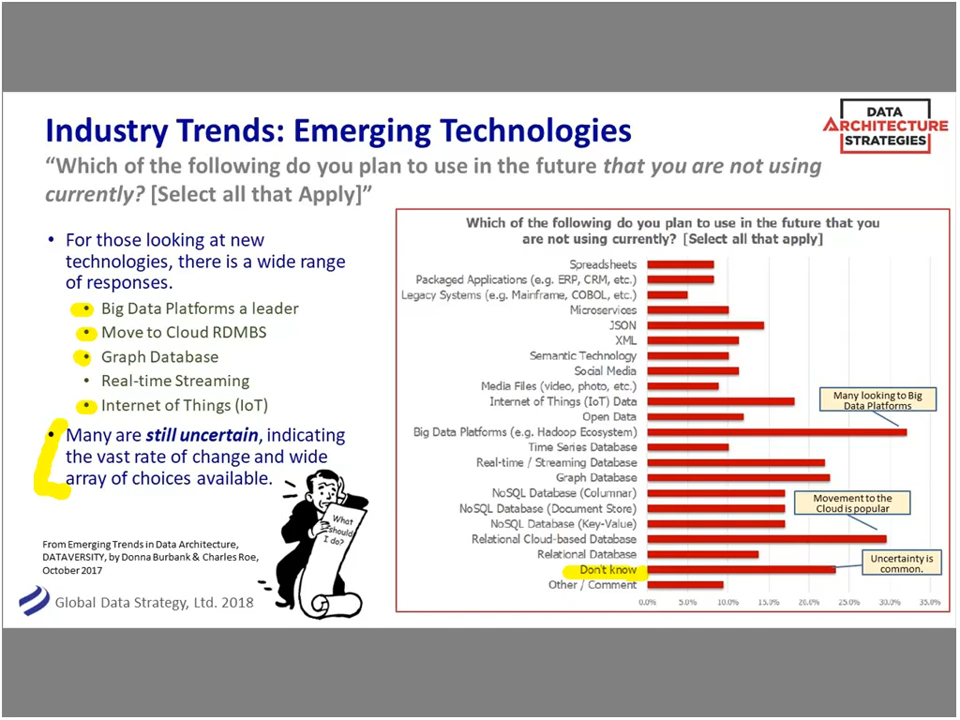 Industry Trends: Emerging Technologies
DATA
ARCHITECTURE
STRATEGIES
“Which of the following do you plan to use in the future that you are not using
currently? [Select all that Apply]”
• For those looking at new
technologies, there is a wide range
of responses.
• Big Data Platforms a leader
• Move to Cloud RDMBS
• Graph Database
• Real-time Streaming
• Internet of Things (IoT)
• Many are still uncertain, indicating
the vast rate of change and wide
array of choices available.
What
should
I do?
From Emerging Trends in Data Architecture,
DATAVERSITY, by Donna Burbank & Charles Roe,
October 2017
Global Data Strategy, Ltd. 2018
Which of the following do you plan to use in the future that you
are not using currently? [Select all that apply]
Spreadsheets
Packaged Applications (e.g. ERP, CRM, etc.)
Legacy Systems (e.g. Mainframe, COBOL, etc.)
Microservices
JSON
XML
Semantic Technology
Social Media
Media Files (video, photo, etc.)
Internet of Things (IoT) Data
Open Data
Big Data Platforms (e.g. Hadoop Ecosystem)
Time Series Database
Real-time / Streaming Database
Graph Database
NoSQL Database (Columnar)
NoSQL Database (Document Store)
NoSQL Database (Key-Value)
Relational Cloud-based Database
Relational Database
Don't know
Other / Comment
Many looking to Big
Data Platforms
Movement to the
Cloud is popular
Uncertainty is
common.
0.0% 5.0% 10.0% 15.0% 20.0% 25.0% 30.0% 35.0%